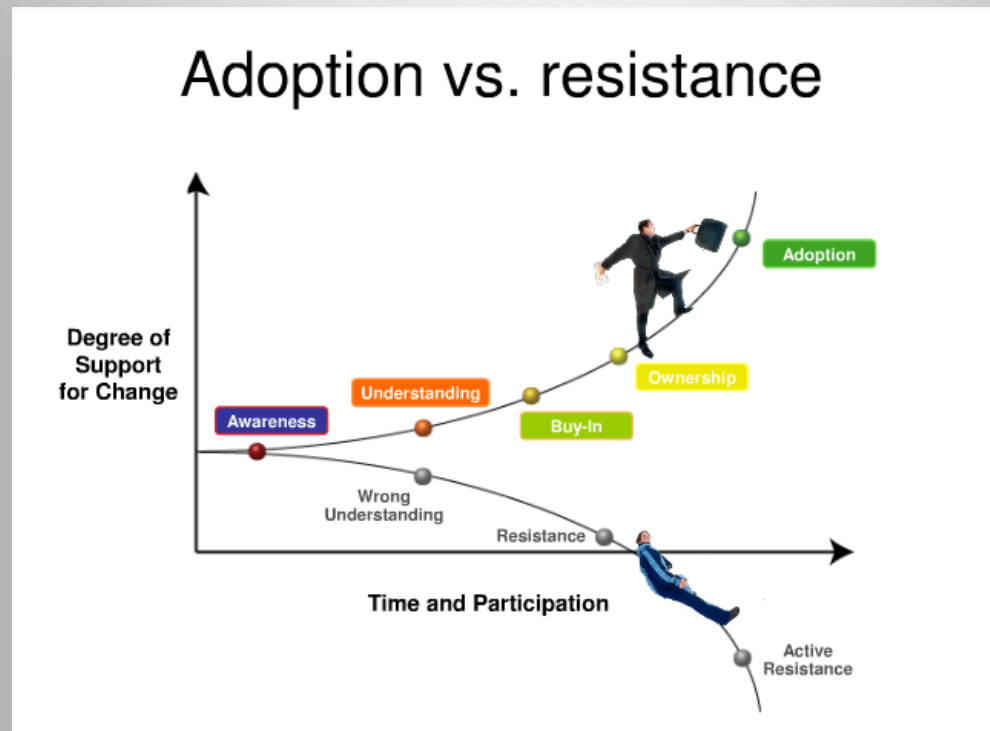 Adoption vs. resistance
Adoption
Degree of
Support
for Change
Ownership
Understanding
Awareness
Buy-In
Wrong
Understanding
Resistance
Time and Participation
Active
Resistance